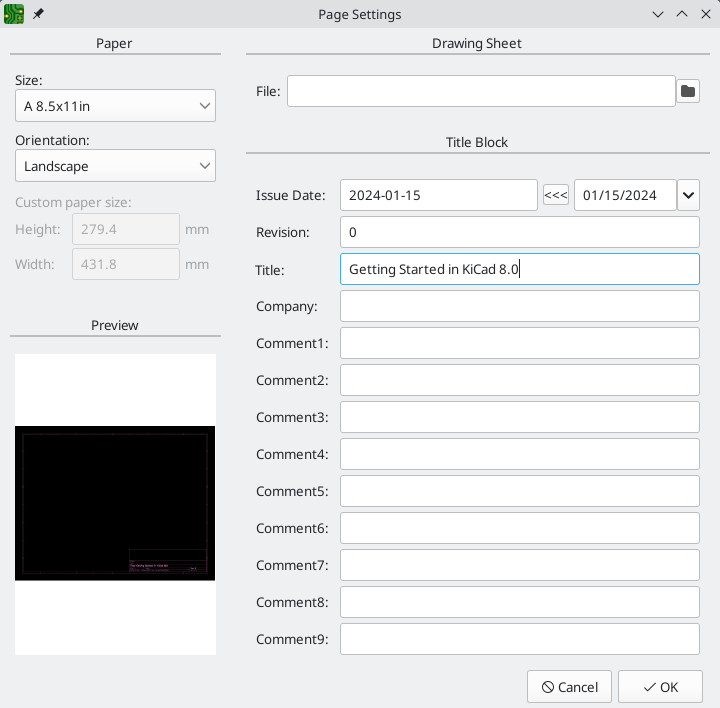 Page Settings
Paper
Size:
A 8.5x11in
Orientation:
Landscape
Custom paper size:
Height: 279.4 mm
Width: 431.8 mm
Preview
Drawing Sheet
File:
Title Block
Issue Date: 2024-01-15 <<< 01/15/2024
Revision: 0
Title: Getting Started in KiCad 8.0
Company:
Comment1:
Comment2:
Comment3:
Comment4:
Comment5:
Comment6:
Comment7:
Comment8:
Comment9:
Cancel OK